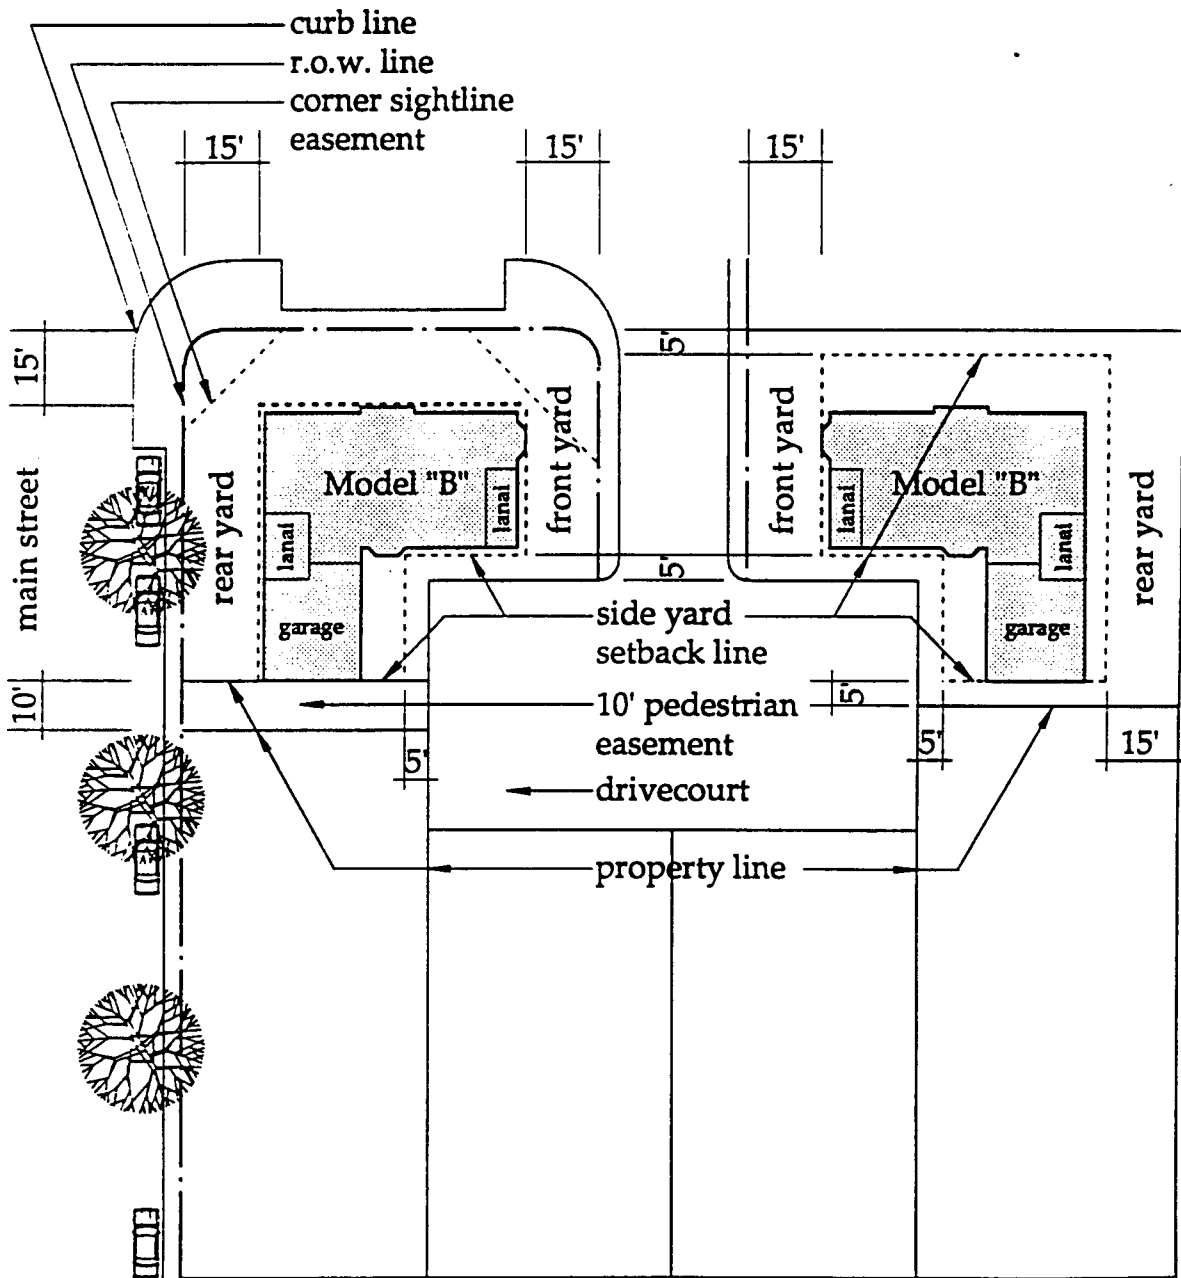 curb line
r.o.w. line
corner sightline
easement
15'
15'
15'
15'
5'
main street
rear yard
Model "B"
lanai
lanai
garage
front yard
front yard
lanai
Model "B"
lanai
garage
rear yard
5'
side yard
setback line
10'
10' pedestrian
easement
5'
5'
5'
15'
drivecourt
property line